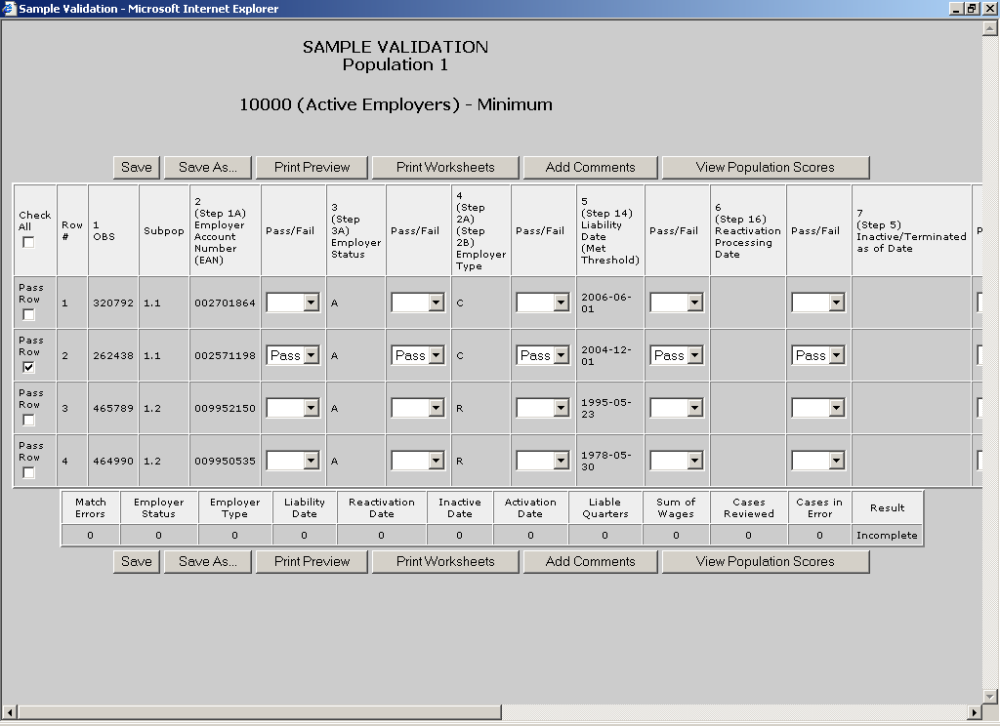 Sample Validation - Microsoft Internet Explorer
SAMPLE VALIDATION
Population 1
10000 (Active Employers) - Minimum
Save Save As... Print Preview Print Worksheets Add Comments View Population Scores
Check All Row # 1 OBS Subpop 2 (Step 1A) Employer Account Number (EAN) Pass/Fail 3 (Step 3A) Employer Status Pass/Fail 4 (Step 2A) (Step 2B) Employer Type Pass/Fail 5 (Step 14) Liability Date (Met Threshold) Pass/Fail 6 (Step 16) Reactivation Processing Date Pass/Fail 7 (Step 5) Inactive/Terminated as of Date P
Pass Row 1 320792 1.1 002701864 A C 2006-06-01
Pass Row 2 262438 1.1 002571198 Pass A Pass C Pass 2004-12-01 Pass Pass
Pass Row 3 465789 1.2 009952150 A R 1995-05-23
Pass Row 4 464990 1.2 009950535 A R 1978-05-30
Match Errors Employer Status Employer Type Liability Date Reactivation Date Inactive Date Activation Date Liable Quarters Sum of Wages Cases Reviewed Cases in Error Result
0 0 0 0 0 0 0 0 0 0 0 Incomplete
Save Save As... Print Preview Print Worksheets Add Comments View Population Scores